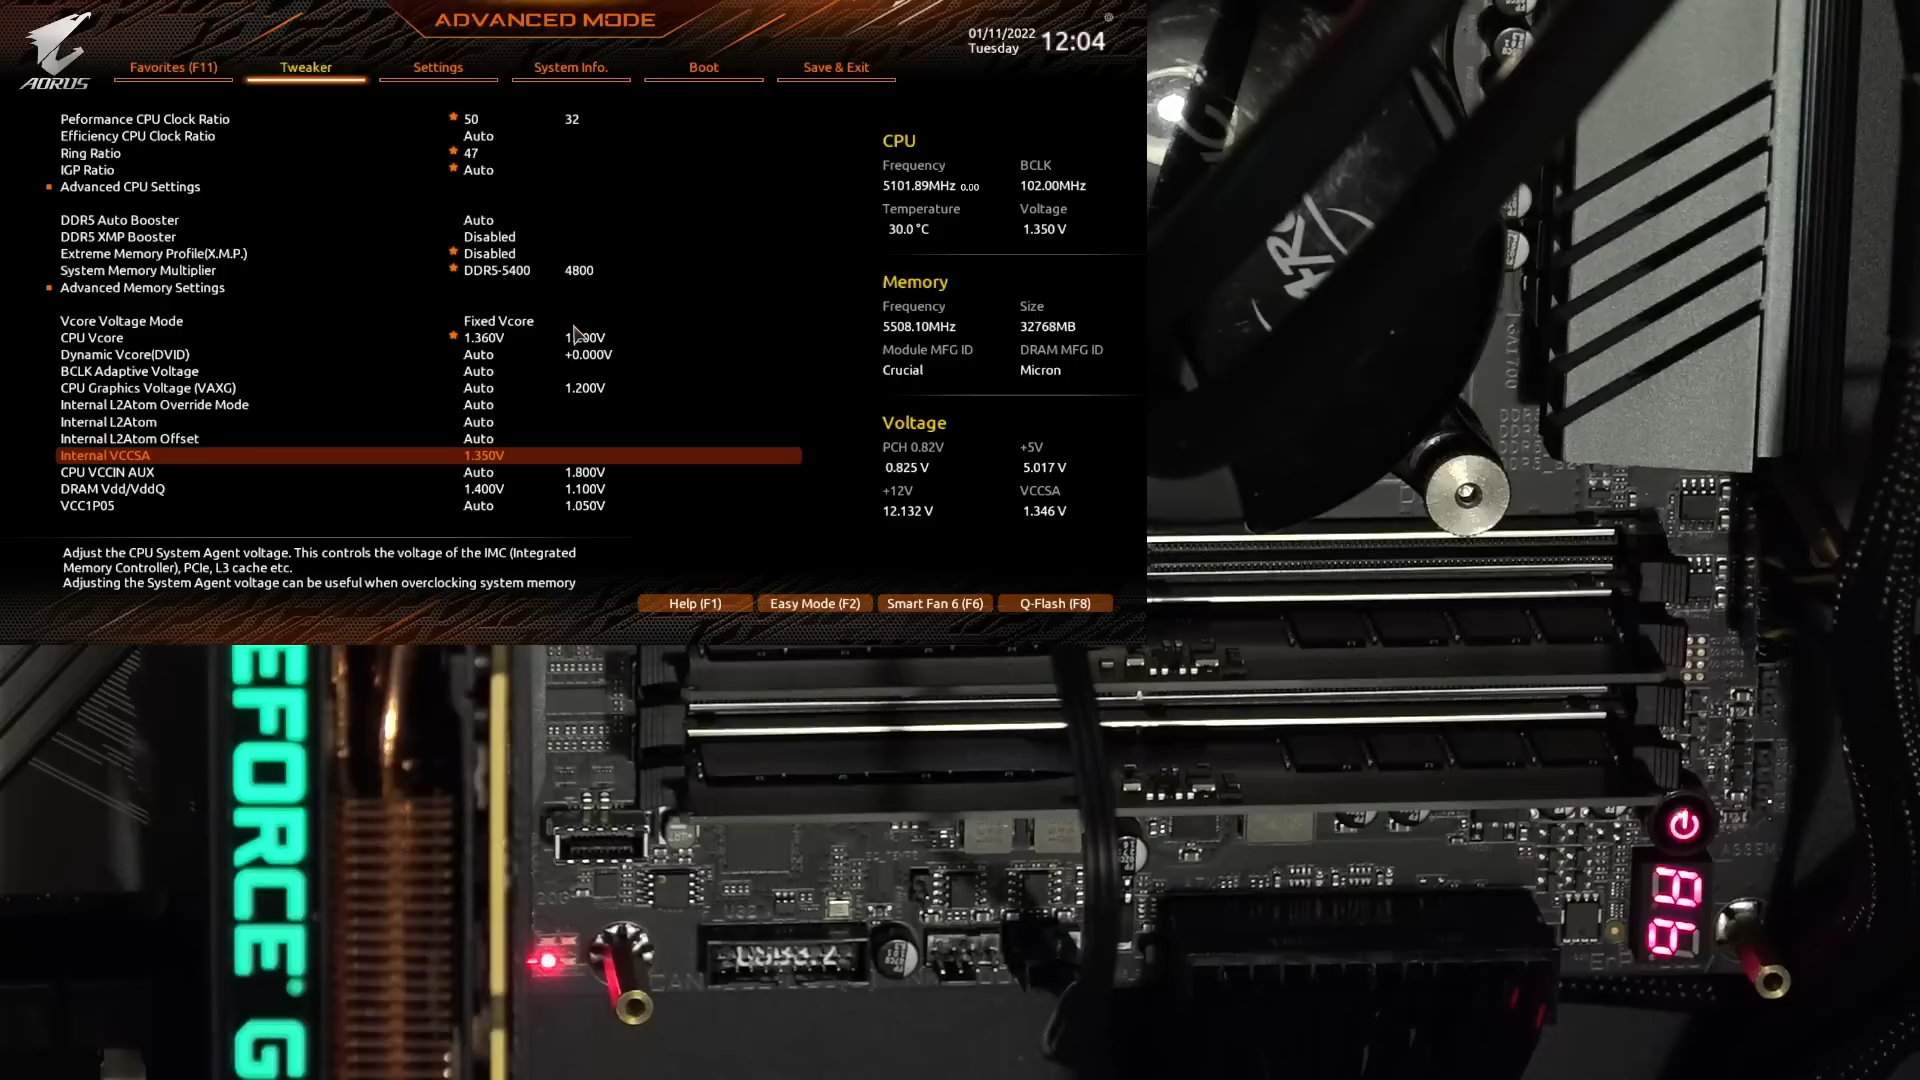 ADVANCED MODE
01/11/2022
Tuesday
12:04
AORUS
Favorites (F11)
Tweaker
Settings
System Info.
Boot
Save & Exit
Peformance CPU Clock Ratio 50 32
Efficiency CPU Clock Ratio Auto
Ring Ratio 47
IGP Ratio Auto
Advanced CPU Settings
DDR5 Auto Booster Auto
DDR5 XMP Booster Disabled
Extreme Memory Profile(X.M.P.) Disabled
System Memory Multiplier DDR5-5400 4800
Advanced Memory Settings
Vcore Voltage Mode Fixed Vcore
CPU Vcore 1.360V
Dynamic Vcore(DVID) Auto +0.000V
BCLK Adaptive Voltage Auto
CPU Graphics Voltage (VAXG) Auto 1.200V
Internal L2Atom Override Mode Auto
Internal L2Atom Auto
Internal L2Atom Offset Auto
Internal VCCSA 1.350V
CPU VCCIN AUX Auto 1.800V
DRAM Vdd/VddQ 1.400V 1.100V
VCC1P05 Auto 1.050V
Adjust the CPU System Agent voltage. This controls the voltage of the IMC (Integrated
Memory Controller), PCIe, L3 cache etc.
Adjusting the System Agent voltage can be useful when overclocking system memory
CPU
Frequency BCLK
5101.89MHz 0.00 102.00MHz
Temperature Voltage
30.0 °C 1.350 V
Memory
Frequency Size
5508.10MHz 32768MB
Module MFG ID DRAM MFG ID
Crucial Micron
Voltage
PCH 0.82V +5V
0.825 V 5.017 V
+12V VCCSA
12.132 V 1.346 V
Help (F1)
Easy Mode (F2)
Smart Fan 6 (F6)
Q-Flash (F8)
LGA1700
EFORCE G
USB3.2